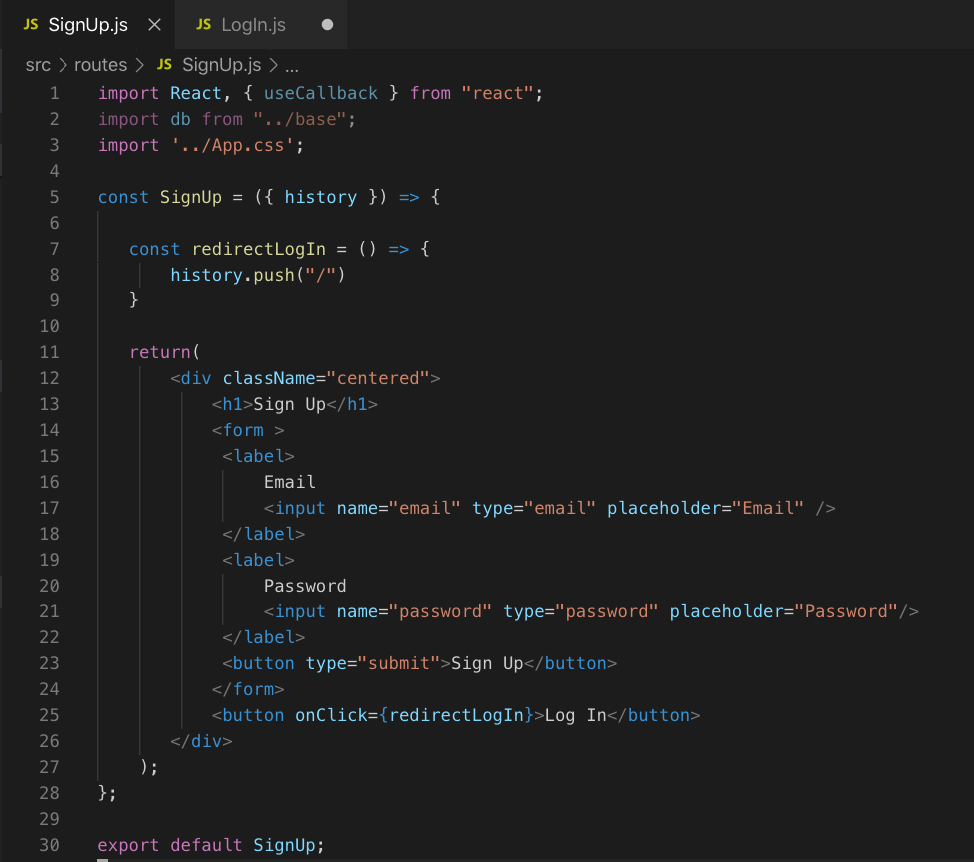 JS SignUp.js × JS LogIn.js ●
src > routes > JS SignUp.js > ...
1 import React, { useCallback } from "react";
2 import db from "../base";
3 import '../App.css';
4
5 const SignUp = ({ history }) => {
6
7    const redirectLogIn = () => {
8        history.push("/")
9    }
10
11    return(
12        <div className="centered">
13            <h1>Sign Up</h1>
14            <form >
15             <label>
16                 Email
17                 <input name="email" type="email" placeholder="Email" />
18             </label>
19             <label>
20                 Password
21                 <input name="password" type="password" placeholder="Password"/>
22             </label>
23             <button type="submit">Sign Up</button>
24            </form>
25            <button onClick={redirectLogIn}>Log In</button>
26        </div>
27     );
28 };
29
30 export default SignUp;